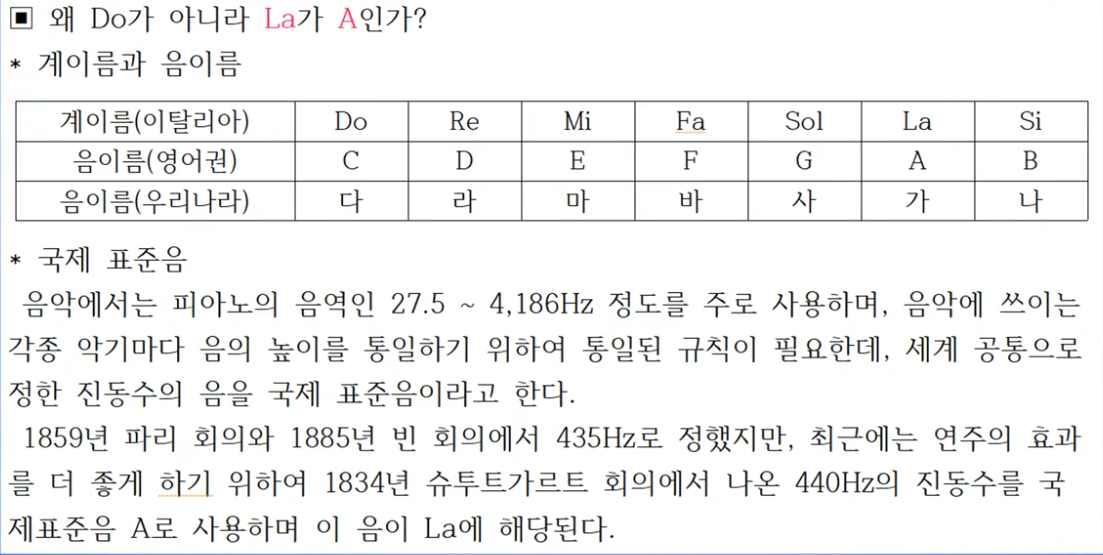 ▣ 왜 Do가 아니라 La가 A인가?
* 계이름과 음이름
계이름(이탈리아) Do Re Mi Fa Sol La Si
음이름(영어권) C D E F G A B
음이름(우리나라) 다 라 마 바 사 가 나
* 국제 표준음
음악에서는 피아노의 음역인 27.5 ~ 4,186Hz 정도를 주로 사용하며, 음악에 쓰이는
각종 악기마다 음의 높이를 통일하기 위하여 통일된 규칙이 필요한데, 세계 공통으로
정한 진동수의 음을 국제 표준음이라고 한다.
1859년 파리 회의와 1885년 빈 회의에서 435Hz로 정했지만, 최근에는 연주의 효과
를 더 좋게 하기 위하여 1834년 슈투트가르트 회의에서 나온 440Hz의 진동수를 국
제표준음 A로 사용하며 이 음이 La에 해당된다.